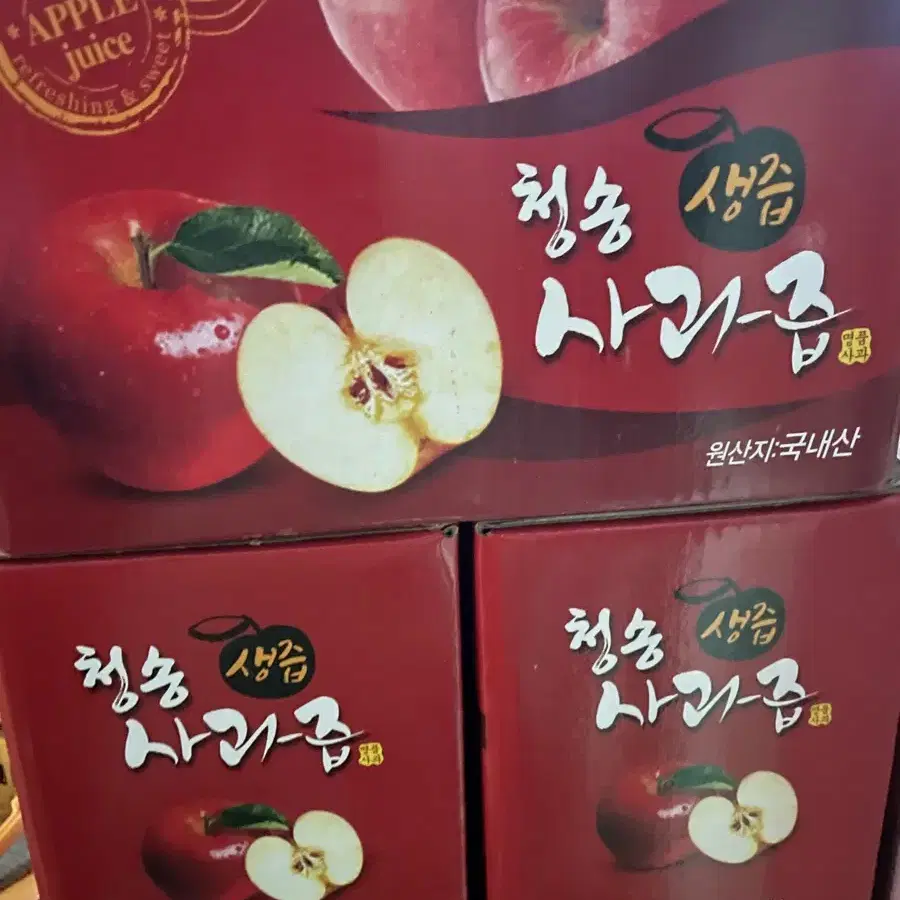 APPLE
juice
refreshing & sweet
청송 생즙
사과즙
명품
사과
원산지:국내산
청송 생즙
사과즙
명품
사과
청송 생즙
사과즙
명품
사과